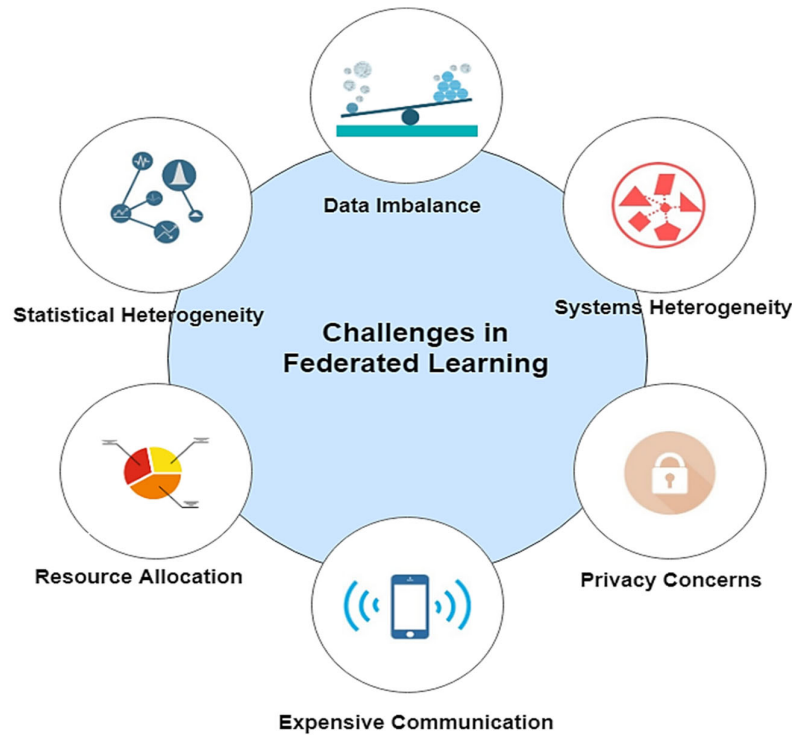 Data Imbalance
Statistical Heterogeneity
Systems Heterogeneity
Challenges in
Federated Learning
Resource Allocation
Privacy Concerns
Expensive Communication